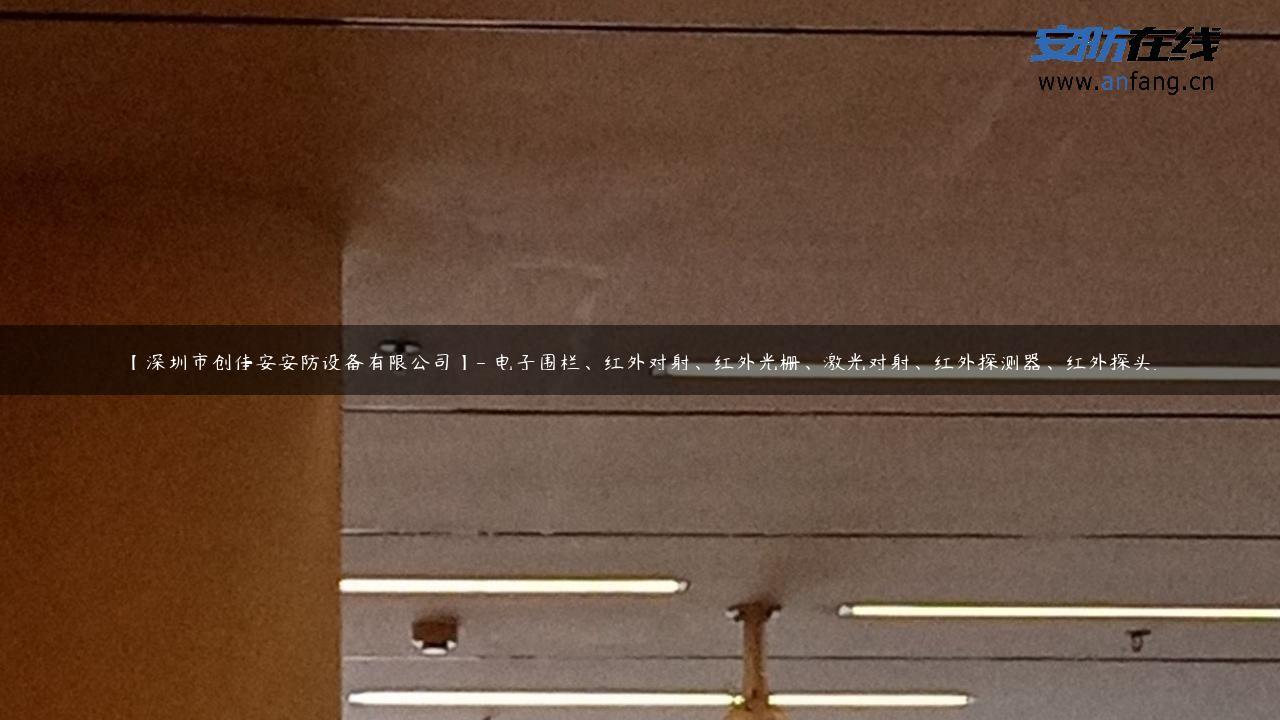 安防在线
www.anfang.cn
【深圳市创佳安安防设备有限公司】- 电子围栏、红外对射、红外光栅、激光对射、红外探测器、红外探头.